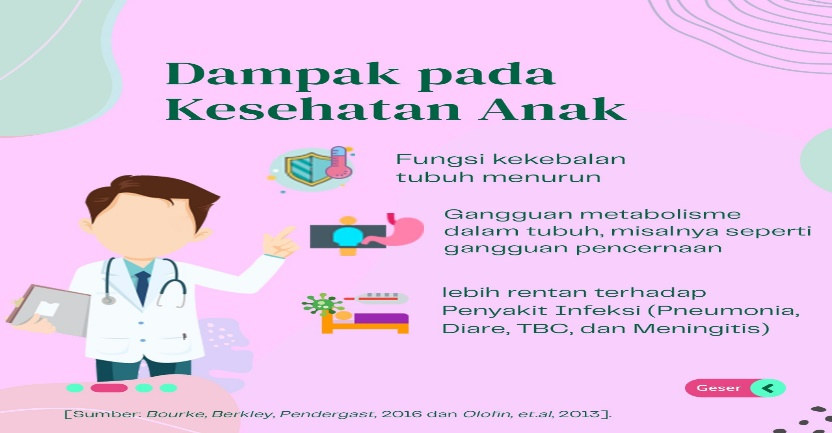 Dampak pada
Kesehatan Anak
Fungsi kekebalan
tubuh menurun
Gangguan metabolisme
dalam tubuh, misalnya seperti
gangguan pencernaan
lebih rentan terhadap
Penyakit Infeksi (Pneumonia,
Diare, TBC, dan Meningitis)
Geser
[Sumber: Bourke, Berkley, Pendergast, 2016 dan Olofin, et.al, 2013].